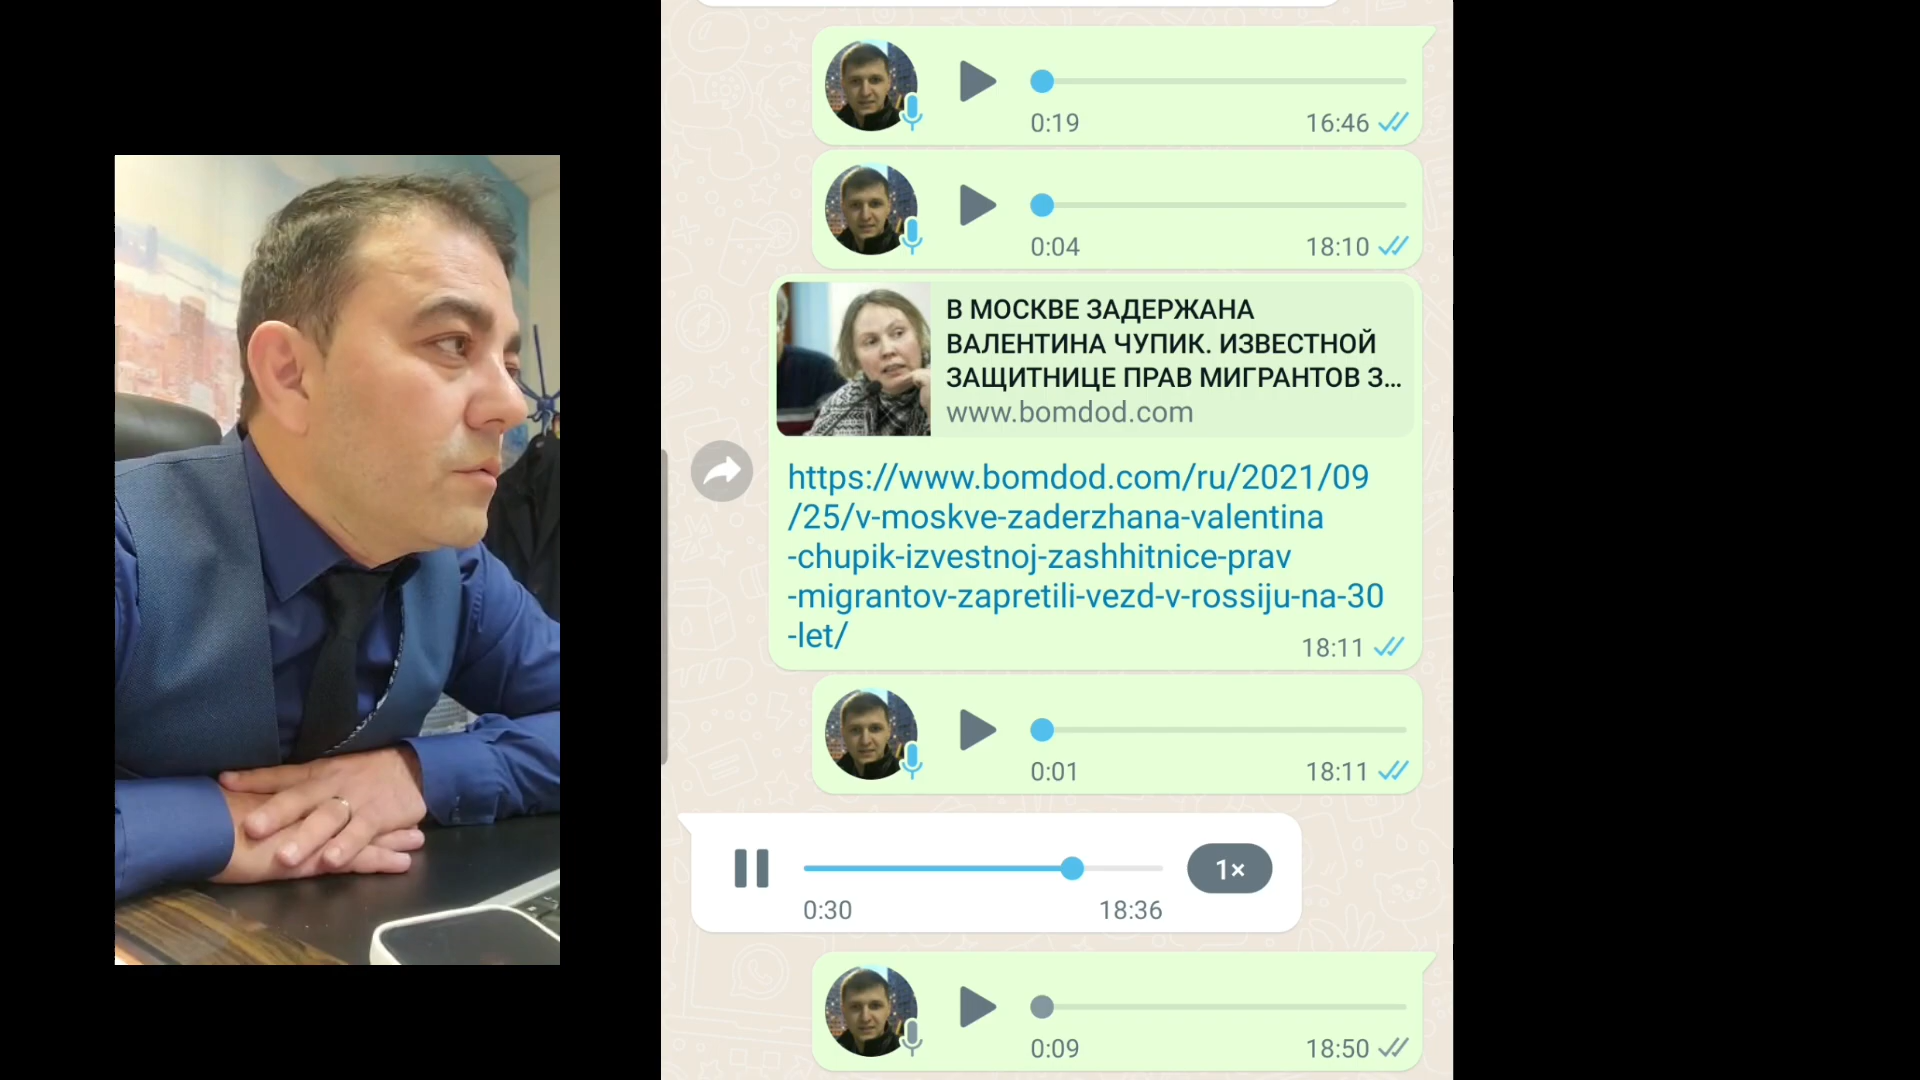 0:19
16:46
0:04
18:10
В МОСКВЕ ЗАДЕРЖАНА
ВАЛЕНТИНА ЧУПИК. ИЗВЕСТНОЙ
ЗАЩИТНИЦЕ ПРАВ МИГРАНТОВ З...
www.bomdod.com
https://www.bomdod.com/ru/2021/09
/25/v-moskve-zaderzhana-valentina
-chupik-izvestnoj-zashhitnice-prav
-migrantov-zapretili-vezd-v-rossiju-na-30
-let/
18:11
0:01
18:11
1×
0:30
18:36
0:09
18:50